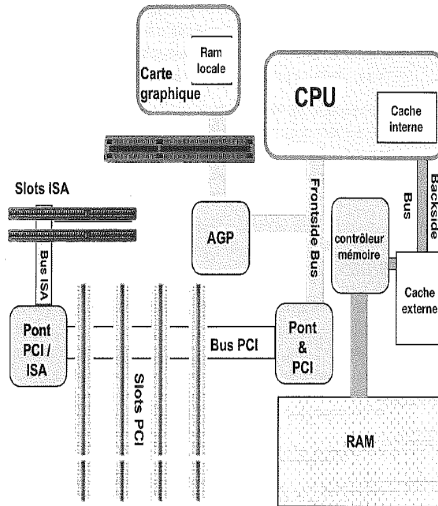 Carte
graphique
Ram
locale
CPU
Cache
interne
Slots ISA
Bus ISA
AGP
Frontside Bus
contrôleur
mémoire
Backside
Bus
Cache
externe
Pont
PCI /
ISA
Bus PCI
Slots PCI
Pont
&
PCI
RAM